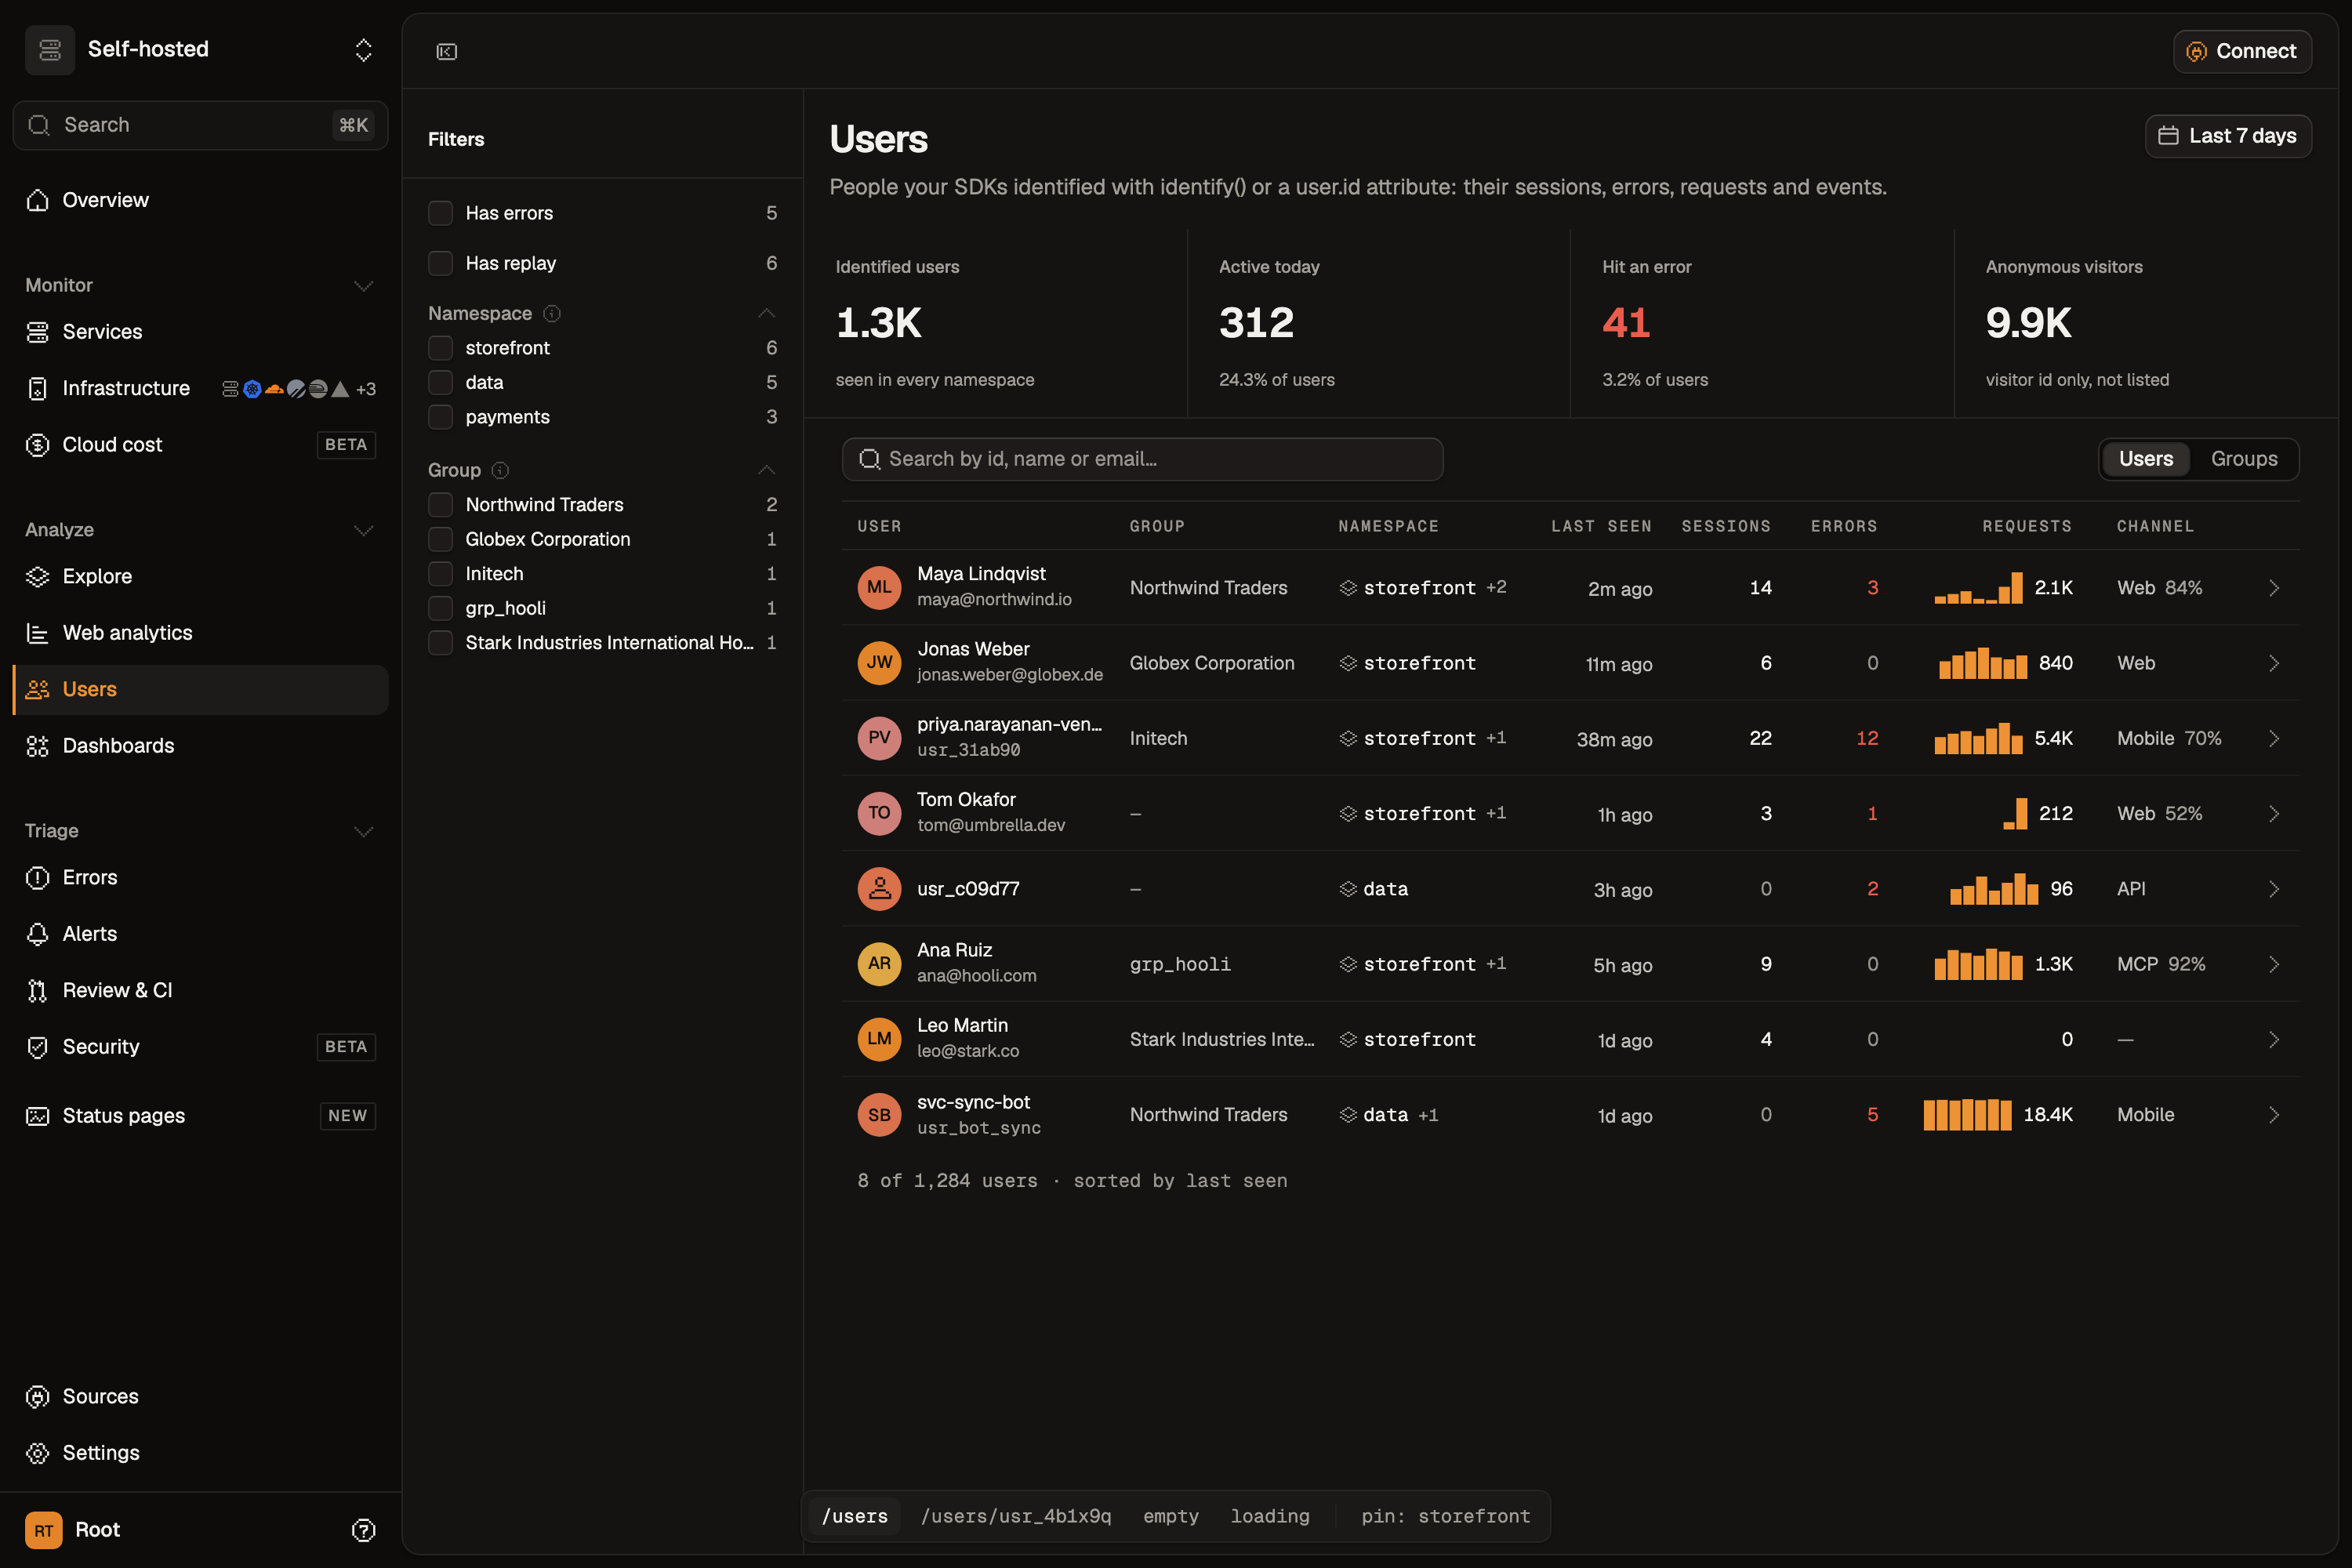 Self-hosted
Search ⌘K
Overview
Monitor
Services
Infrastructure +3
Cloud cost BETA
Analyze
Explore
Web analytics
Users
Dashboards
Triage
Errors
Alerts
Review & CI
Security BETA
Status pages NEW
Sources
Settings
RT Root
Connect
Filters
Has errors 5
Has replay 6
Namespace
storefront 6
data 5
payments 3
Group
Northwind Traders 2
Globex Corporation 1
Initech 1
grp_hooli 1
Stark Industries International Ho... 1
Users
Last 7 days
People your SDKs identified with identify() or a user.id attribute: their sessions, errors, requests and events.
Identified users
1.3K
seen in every namespace
Active today
312
24.3% of users
Hit an error
41
3.2% of users
Anonymous visitors
9.9K
visitor id only, not listed
Search by id, name or email...
Users Groups
USER GROUP NAMESPACE LAST SEEN SESSIONS ERRORS REQUESTS CHANNEL
ML Maya Lindqvist
maya@northwind.io
Northwind Traders storefront +2 2m ago 14 3 2.1K Web 84%
JW Jonas Weber
jonas.weber@globex.de
Globex Corporation storefront 11m ago 6 0 840 Web
PV priya.narayanan-ven...
usr_31ab90
Initech storefront +1 38m ago 22 12 5.4K Mobile 70%
TO Tom Okafor
tom@umbrella.dev
– storefront +1 1h ago 3 1 212 Web 52%
usr_c09d77 – data 3h ago 0 2 96 API
AR Ana Ruiz
ana@hooli.com
grp_hooli storefront +1 5h ago 9 0 1.3K MCP 92%
LM Leo Martin
leo@stark.co
Stark Industries Inte... storefront 1d ago 4 0 0 —
SB svc-sync-bot
usr_bot_sync
Northwind Traders data +1 1d ago 0 5 18.4K Mobile
8 of 1,284 users · sorted by last seen
/users /users/usr_4b1x9q empty loading pin: storefront